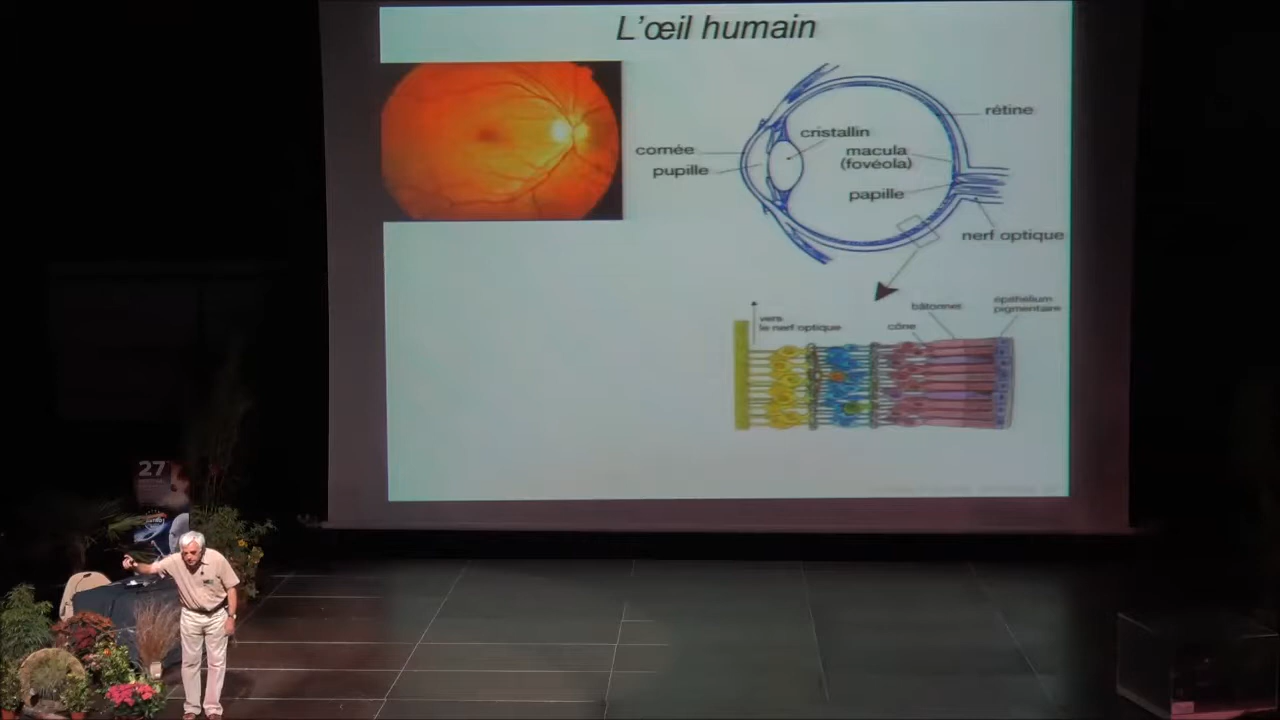 L'œil humain
rétine
cristallin
cornée
macula
(fovéola)
pupille
papille
nerf optique
bâtonnet
épithélium
pigmentaire
vers
le nerf optique
cône
27